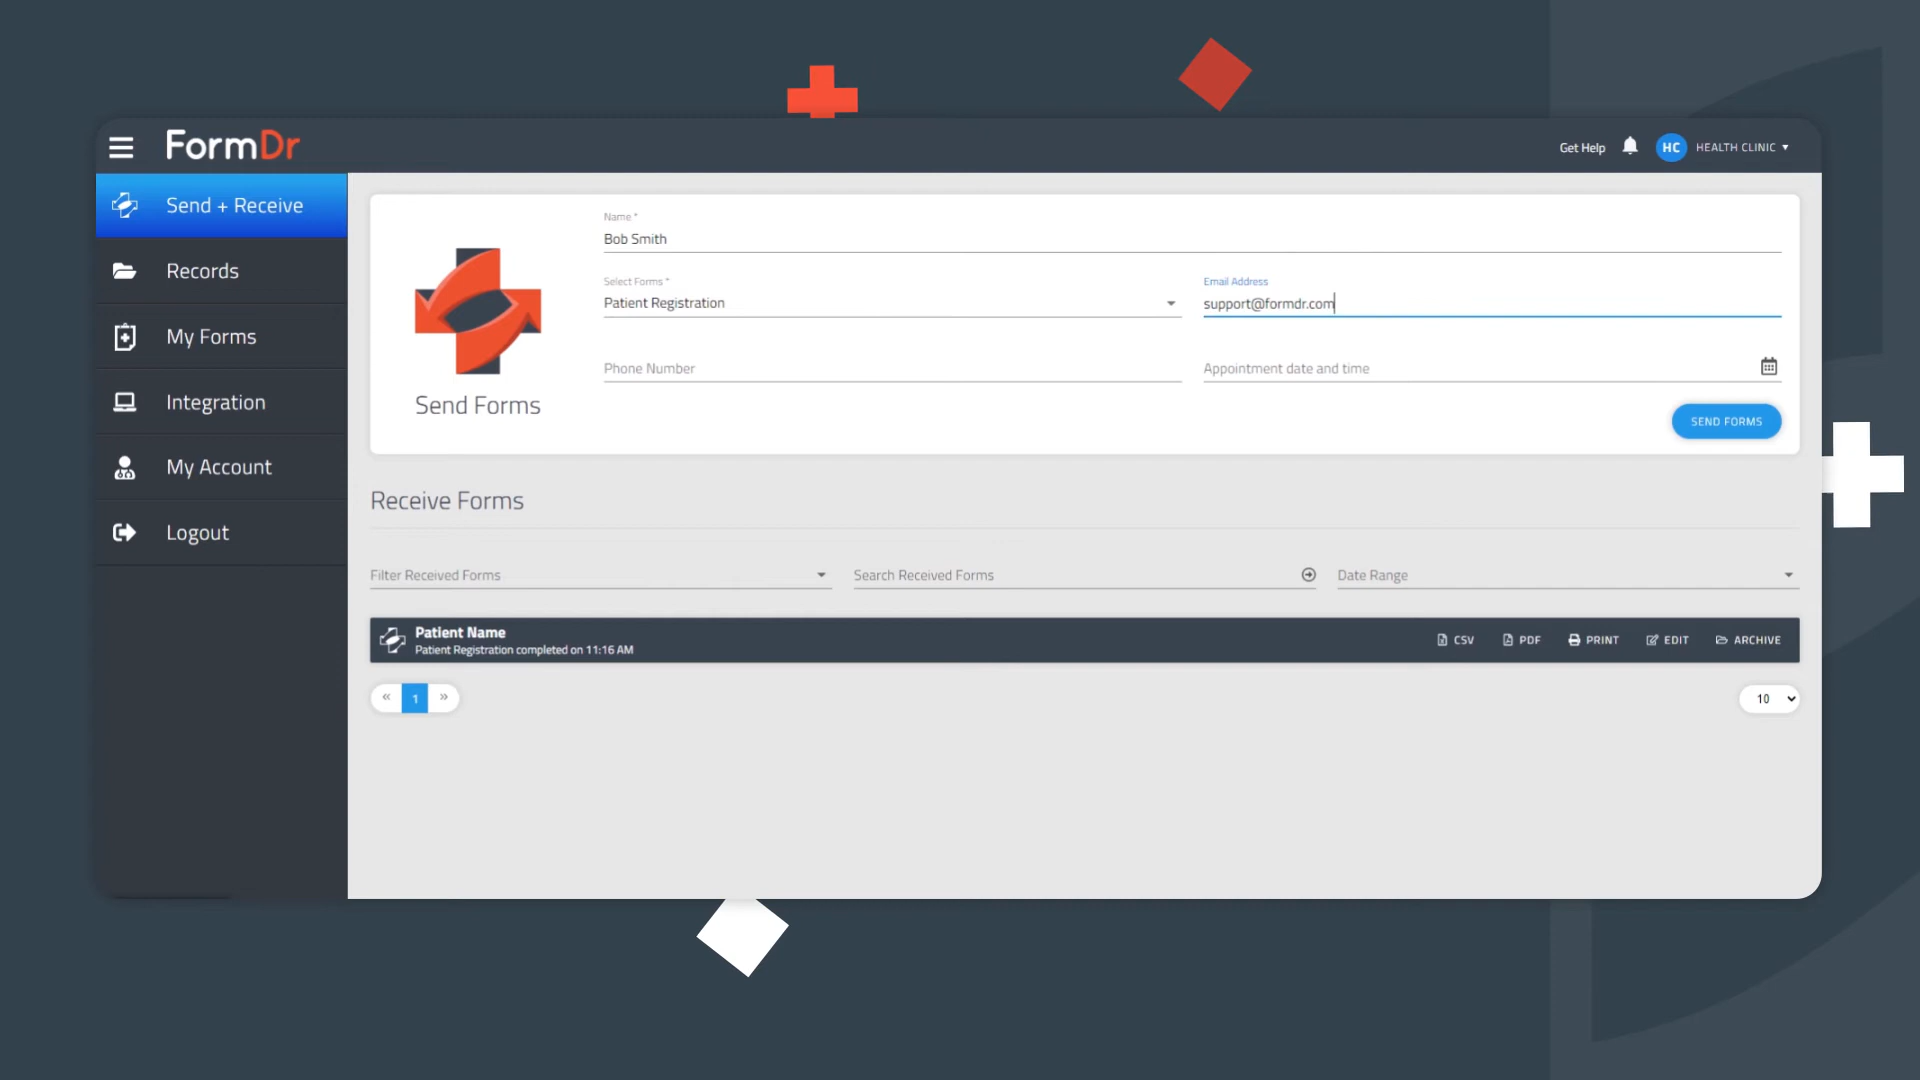 FormDr
Get Help
HC
HEALTH CLINIC
Send + Receive
Records
My Forms
Integration
My Account
Logout
Send Forms
Name *
Bob Smith
Select Forms *
Patient Registration
Email Address
support@formdr.com
Phone Number
Appointment date and time
SEND FORMS
Receive Forms
Filter Received Forms
Search Received Forms
Date Range
Patient Name
Patient Registration completed on 11:16 AM
CSV
PDF
PRINT
EDIT
ARCHIVE
« 1 »
10